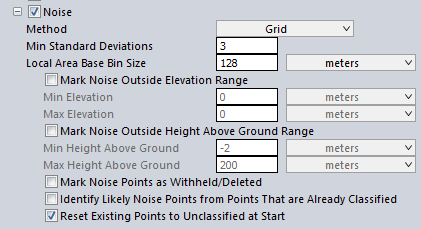 Noise
Method Grid
Min Standard Deviations 3
Local Area Base Bin Size 128 meters
Mark Noise Outside Elevation Range
Min Elevation 0 meters
Max Elevation 0 meters
Mark Noise Outside Height Above Ground Range
Min Height Above Ground -2 meters
Max Height Above Ground 200 meters
Mark Noise Points as Withheld/Deleted
Identify Likely Noise Points from Points That are Already Classified
Reset Existing Points to Unclassified at Start